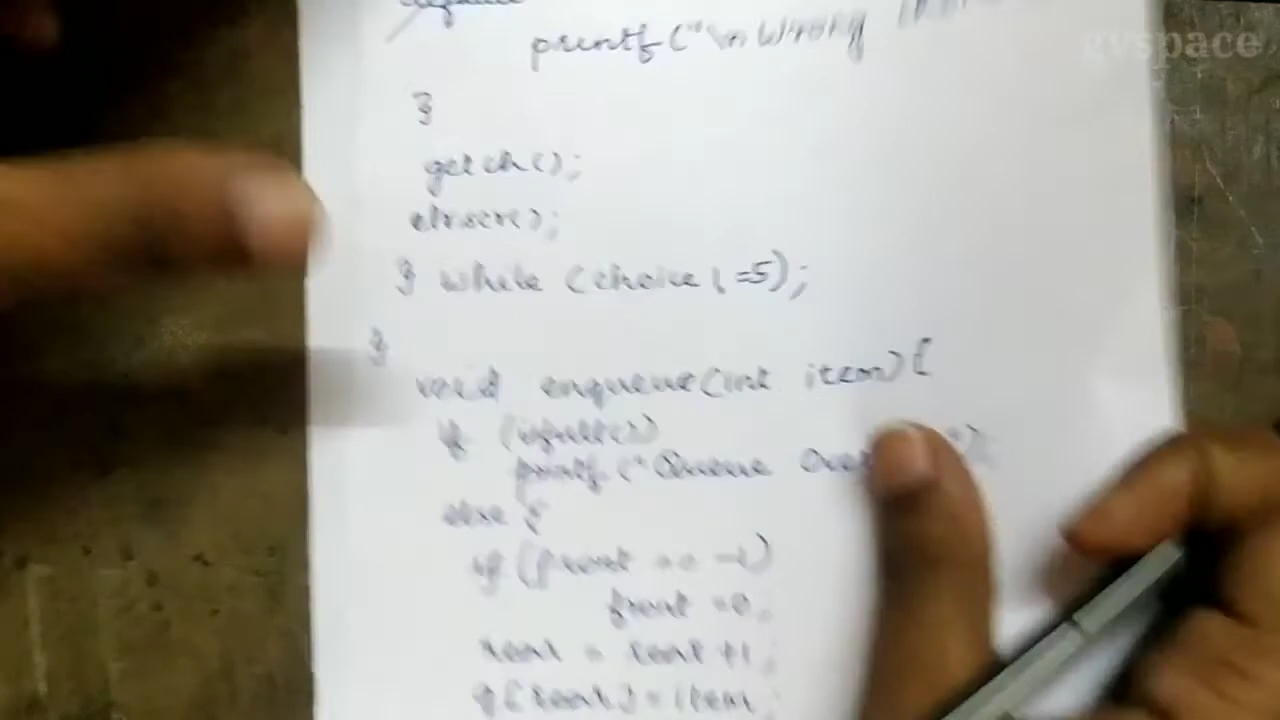 printf("\n Wrong
gvspace
}
getch();
clrscr();
} while (choice != 5);
}
void enqueue(int item){
if (isfull())
printf("Queue
else {
if (front == -1)
front = 0;
rear = rear +1;
q[rear] = item;